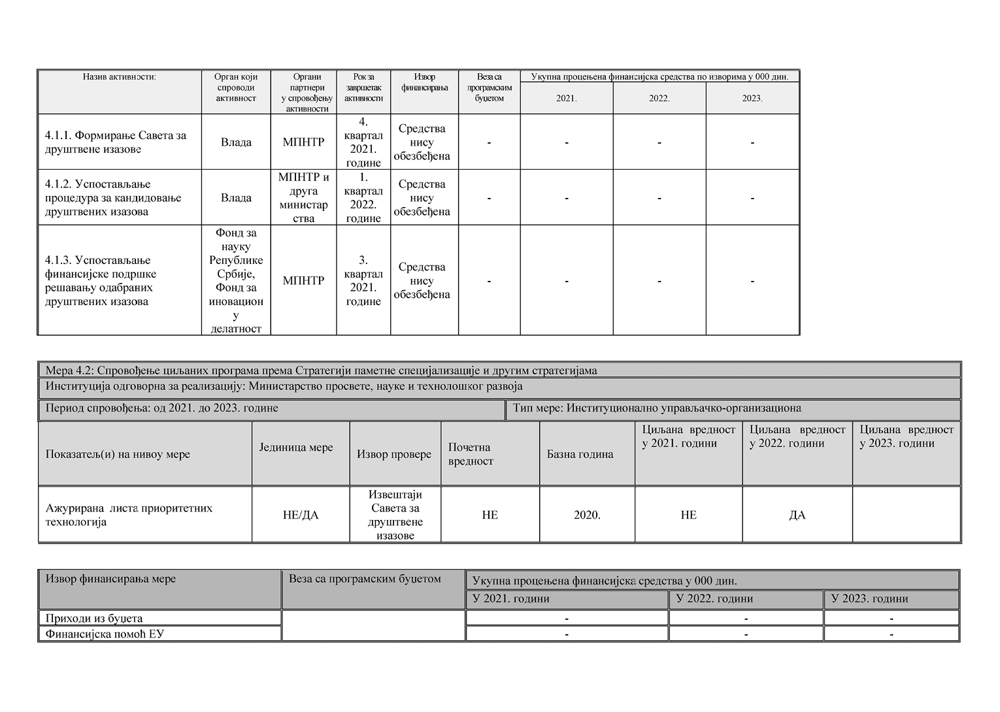 Назив активности:
Орган који
спроводи
активност
Органи
партнери
у спровођењу
активности
Рок за
завршетак
активности
Извор
финансирања
Веза са
програмским
буџетом
Укупна процењена финансијска средства по изворима у 000 дин.
2021.
2022.
2023.
4.1.1. Формирање Савета за
друштвене изазове
Влада
МПНТР
4.
квартал
2021.
године
Средства
нису
обезбеђена
-
-
-
-
4.1.2. Успостављање
процедура за кандидовање
друштвених изазова
Влада
МПНТР и
друга
министар
ства
1.
квартал
2022.
године
Средства
нису
обезбеђена
-
-
-
-
4.1.3. Успостављање
финансијске подршке
решавању одабраних
друштвених изазова
Фонд за
науку
Републике
Србије,
Фонд за
иновацион
у
делатност
МПНТР
3.
квартал
2021.
године
Средства
нису
обезбеђена
-
-
-
-
Мера 4.2: Спровођење циљаних програма према Стратегији паметне специјализације и другим стратегијама
Институција одговорна за реализацију: Министарство просвете, науке и технолошког развоја
Период спровођења: од 2021. до 2023. године
Тип мере: Институционално управљачко-организациона
Показатељ(и) на нивоу мере
Јединица мере
Извор провере
Почетна
вредност
Базна година
Циљана вредност
у 2021. години
Циљана вредност
у 2022. години
Циљана вредност
у 2023. години
Ажурирана листа приоритетних
технологија
НЕ/ДА
Извештаји
Савета за
друштвене
изазове
НЕ
2020.
НЕ
ДА
Извор финансирања мере
Веза са програмским буџетом
Укупна процењена финансијска средства у 000 дин.
У 2021. години
У 2022. години
У 2023. години
Приходи из буџета
-
-
-
Финансијска помоћ ЕУ
-
-
-